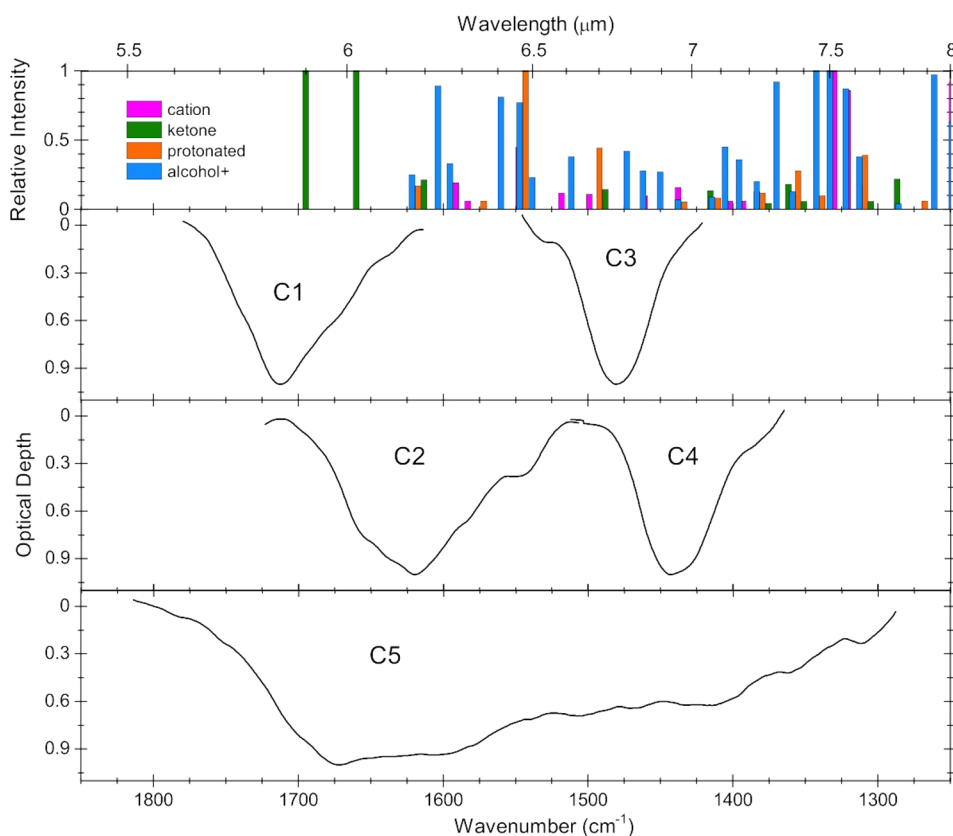 Wavelength (μm)
5.5 6 6.5 7 7.5 8
Relative Intensity
1
0.5
0
cation
ketone
protonated
alcohol+
0
0.3
0.6
0.9
C1
C3
Optical Depth
0
0.3
0.6
0.9
C2
C4
0
0.3
0.6
0.9
C5
1800 1700 1600 1500 1400 1300
Wavenumber (cm⁻¹)